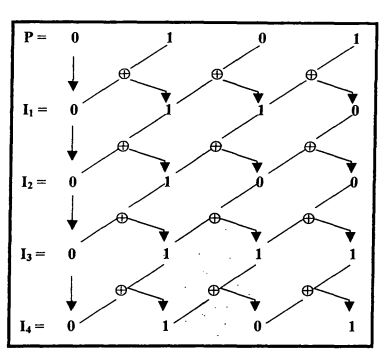 P = 0 1 0 1
⊕ ⊕ ⊕
I₁ = 0 1 1 0
⊕ ⊕ ⊕
I₂ = 0 1 0 0
⊕ ⊕ ⊕
I₃ = 0 1 1 1
⊕ ⊕ ⊕
I₄ = 0 1 0 1